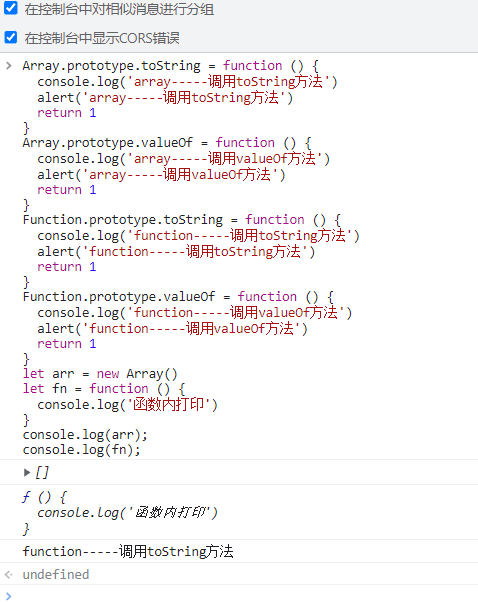 在控制台中对相似消息进行分组
在控制台中显示CORS错误
Array.prototype.toString = function () {
  console.log('array-----调用toString方法')
  alert('array-----调用toString方法')
  return 1
}
Array.prototype.valueOf = function () {
  console.log('array-----调用valueOf方法')
  alert('array-----调用valueOf方法')
  return 1
}
Function.prototype.toString = function () {
  console.log('function-----调用toString方法')
  alert('function-----调用toString方法')
  return 1
}
Function.prototype.valueOf = function () {
  console.log('function-----调用valueOf方法')
  alert('function-----调用valueOf方法')
  return 1
}
let arr = new Array()
let fn = function () {
  console.log('函数内打印')
}
console.log(arr);
console.log(fn);
[]
ƒ () {
  console.log('函数内打印')
}
function-----调用toString方法
undefined